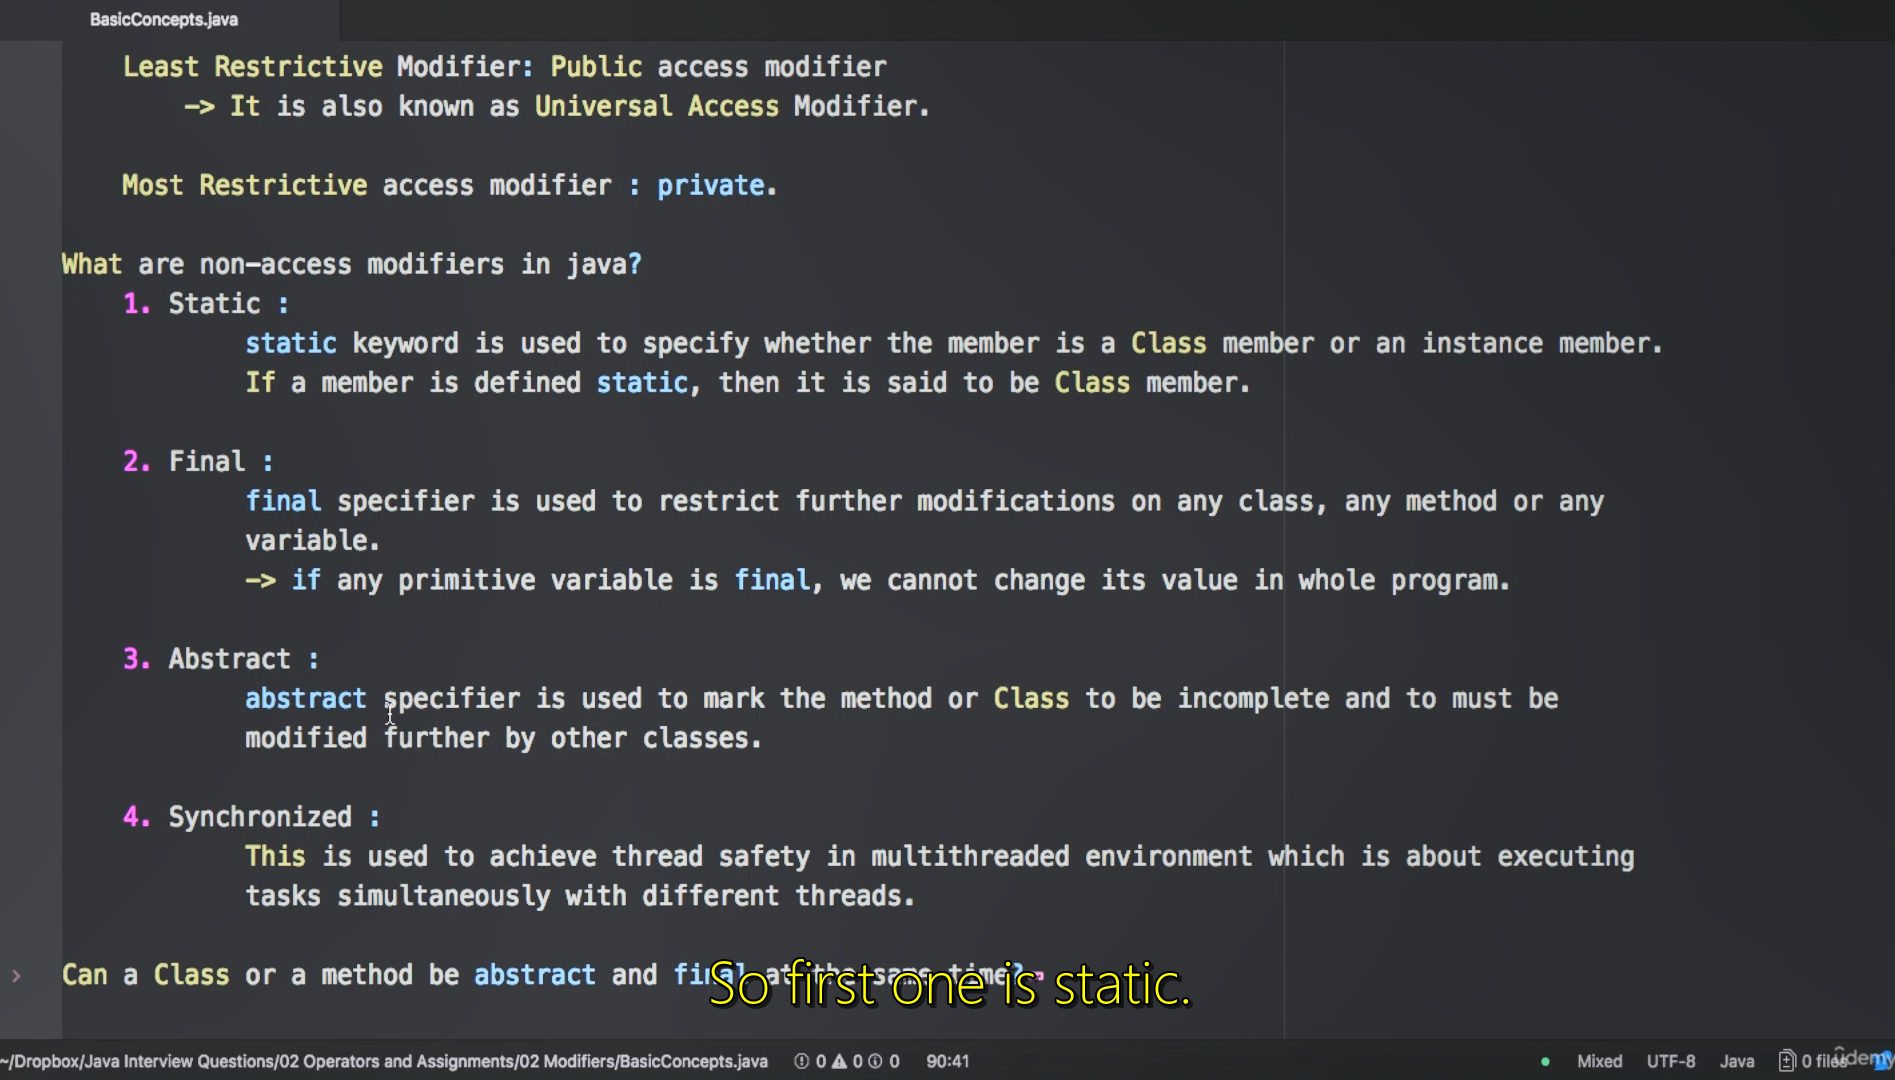 BasicConcepts.java
Least Restrictive Modifier: Public access modifier
-> It is also known as Universal Access Modifier.
Most Restrictive access modifier : private.
What are non-access modifiers in java?
1. Static :
static keyword is used to specify whether the member is a Class member or an instance member.
If a member is defined static, then it is said to be Class member.
2. Final :
final specifier is used to restrict further modifications on any class, any method or any
variable.
-> if any primitive variable is final, we cannot change its value in whole program.
3. Abstract :
abstract specifier is used to mark the method or Class to be incomplete and to must be
modified further by other classes.
4. Synchronized :
This is used to achieve thread safety in multithreaded environment which is about executing
tasks simultaneously with different threads.
Can a Class or a method be abstract and final at the same time?
So first one is static.
~/Dropbox/Java Interview Questions/02 Operators and Assignments/02 Modifiers/BasicConcepts.java 0 0 0 90:41 Mixed UTF-8 Java 0 files
ûdemy